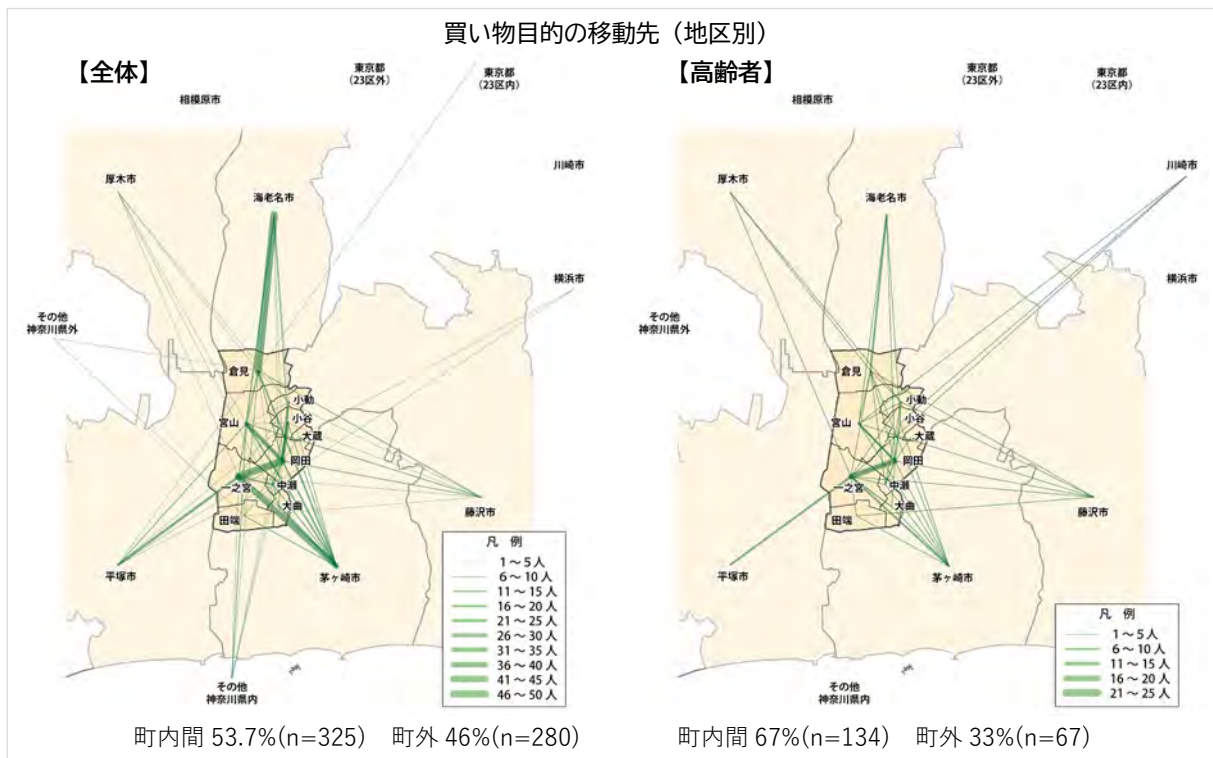 買い物目的の移動先（地区別）
【全体】
東京都
（23区外）
東京都
（23区内）
相模原市
川崎市
厚木市
海老名市
横浜市
その他
神奈川県外
倉見
小動
小谷
宮山
大蔵
岡田
一之宮
中瀬
大曲
田端
藤沢市
平塚市
茅ヶ崎市
その他
神奈川県内
凡 例
1～5人
6～10人
11～15人
16～20人
21～25人
26～30人
31～35人
36～40人
41～45人
46～50人
町内間 53.7%(n=325) 町外 46%(n=280)
【高齢者】
東京都
（23区外）
東京都
（23区内）
相模原市
川崎市
厚木市
海老名市
横浜市
その他
神奈川県外
倉見
小動
小谷
宮山
大蔵
岡田
一之宮
中瀬
大曲
田端
藤沢市
平塚市
茅ヶ崎市
その他
神奈川県内
凡 例
1～5人
6～10人
11～15人
16～20人
21～25人
町内間 67%(n=134) 町外 33%(n=67)